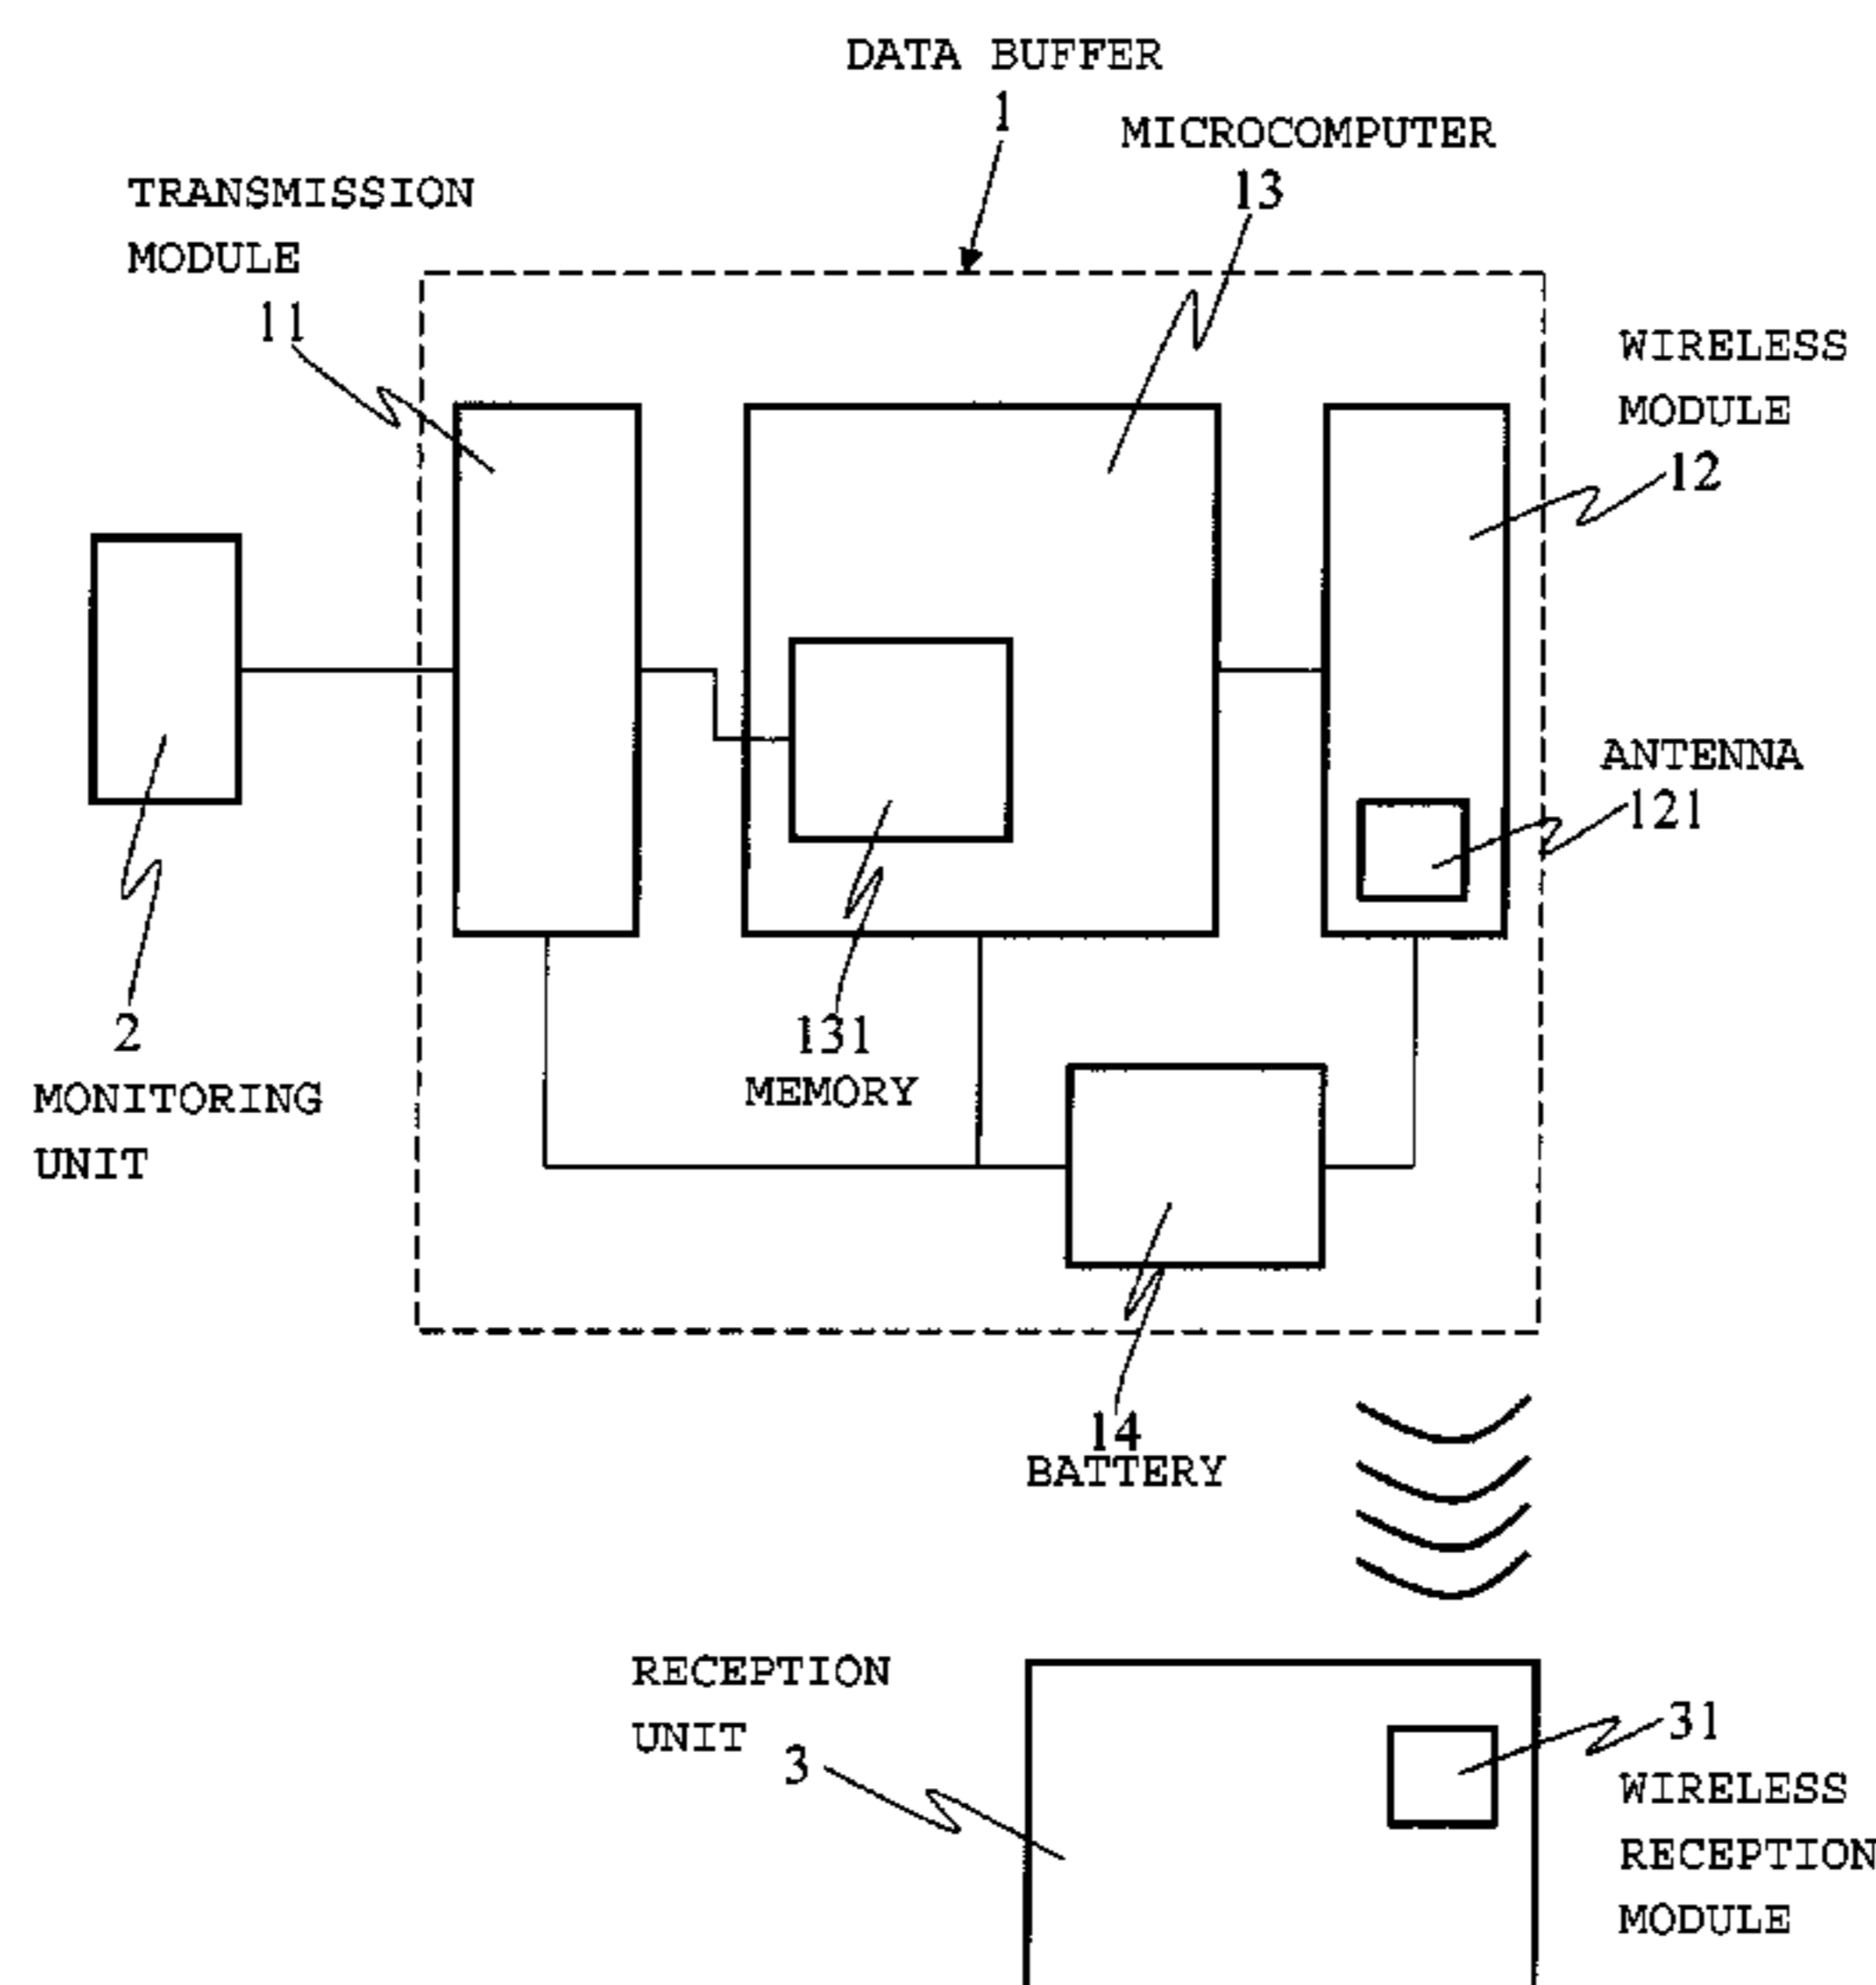 DATA BUFFER
1
MICROCOMPUTER
13
TRANSMISSION
MODULE
11
WIRELESS
MODULE
12
ANTENNA
121
2
MONITORING
UNIT
131
MEMORY
14
BATTERY
RECEPTION
UNIT
3
31
WIRELESS
RECEPTION
MODULE